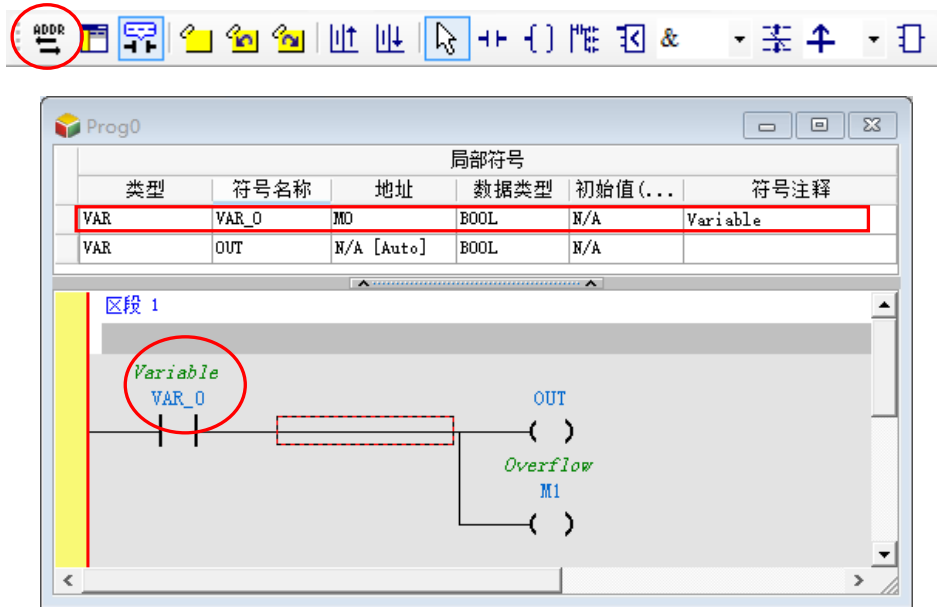 ADDR
&
Prog0
局部符号
类型 符号名称 地址 数据类型 初始值(... 符号注释
VAR VAR_0 M0 BOOL N/A Variable
VAR OUT N/A [Auto] BOOL N/A
区段 1
Variable
VAR_0 OUT
Overflow
M1